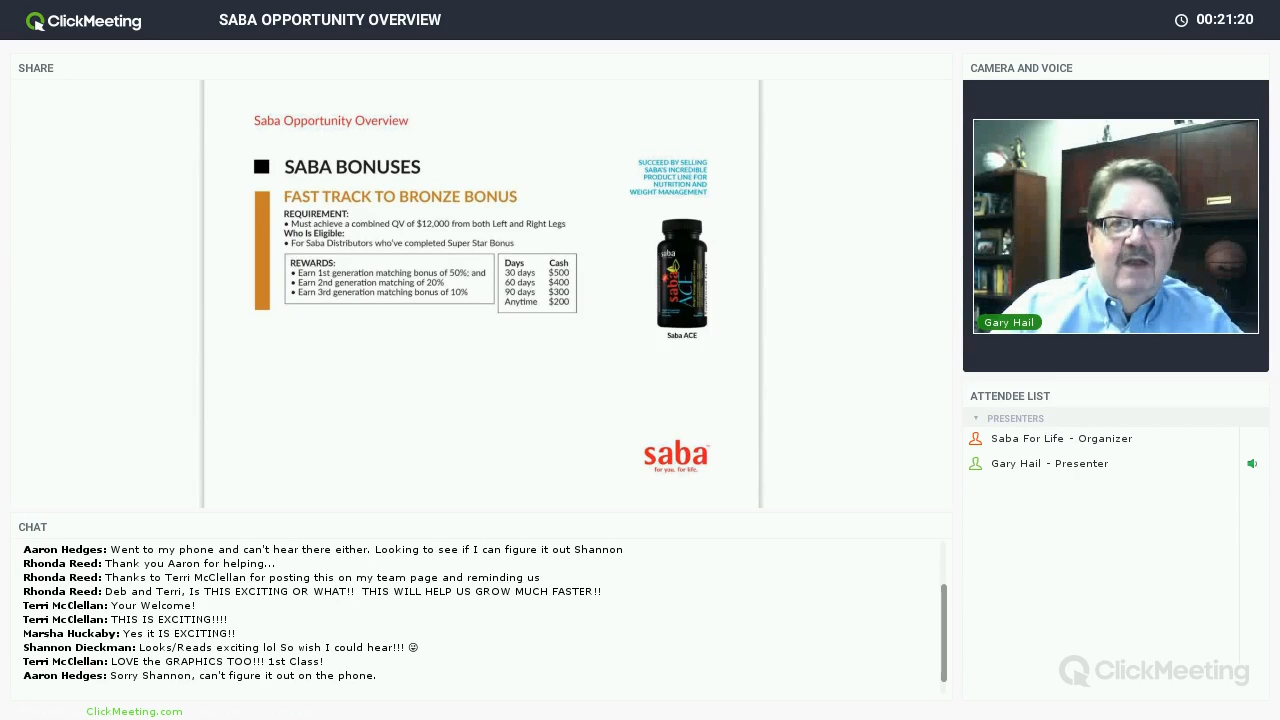 ClickMeeting
SABA OPPORTUNITY OVERVIEW
00:21:20
SHARE
Saba Opportunity Overview
SABA BONUSES
FAST TRACK TO BRONZE BONUS
REQUIREMENT:
• Must achieve a combined QV of $12,000 from both Left and Right Legs
Who Is Eligible:
• For Saba Distributors who've completed Super Star Bonus
REWARDS:
• Earn 1st generation matching bonus of 50%; and
• Earn 2nd generation matching of 20%
• Earn 3rd generation matching bonus of 10%
Days Cash
30 days $500
60 days $400
90 days $300
Anytime $200
SUCCEED BY SELLING
SABA'S INCREDIBLE
PRODUCT LINE FOR
NUTRITION AND
WEIGHT MANAGEMENT
saba
saba
ACE
Saba ACE
saba
for you. for life.
CAMERA AND VOICE
Gary Hail
ATTENDEE LIST
PRESENTERS
Saba For Life - Organizer
Gary Hail - Presenter
CHAT
Aaron Hedges: Went to my phone and can't hear there either. Looking to see if I can figure it out Shannon
Rhonda Reed: Thank you Aaron for helping...
Rhonda Reed: Thanks to Terri McClellan for posting this on my team page and reminding us
Rhonda Reed: Deb and Terri, Is THIS EXCITING OR WHAT!! THIS WILL HELP US GROW MUCH FASTER!!
Terri McClellan: Your Welcome!
Terri McClellan: THIS IS EXCITING!!!!
Marsha Huckaby: Yes it IS EXCITING!!
Shannon Dieckman: Looks/Reads exciting lol So wish I could hear!!! 😜
Terri McClellan: LOVE the GRAPHICS TOO!!! 1st Class!
Aaron Hedges: Sorry Shannon, can't figure it out on the phone.
ClickMeeting
ClickMeeting.com